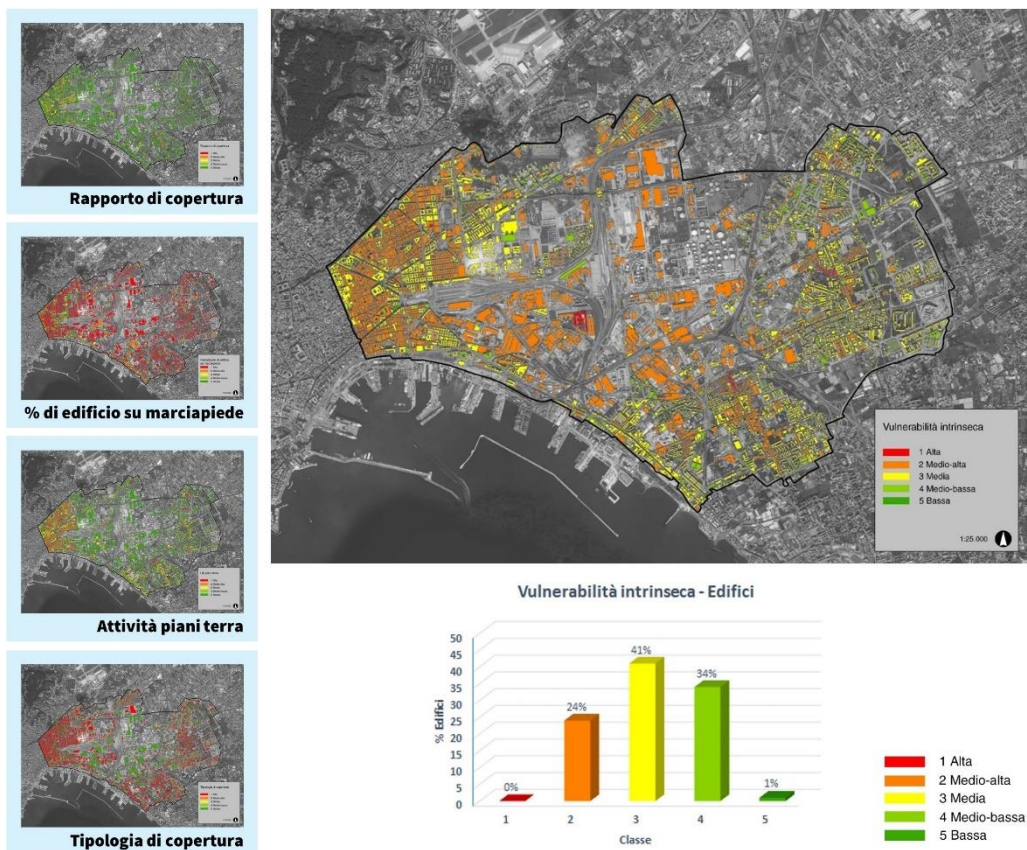 Rapporto di copertura
% di edificio su marciapiede
Attività piani terra
Tipologia di copertura
Vulnerabilità intrinseca
1 Alta
2 Medio-alta
3 Media
4 Medio-bassa
5 Bassa
1:25.000
Vulnerabilità intrinseca - Edifici
% Edifici
50
45
40
35
30
25
20
15
10
5
0
0%
24%
41%
34%
1%
1
2
3
4
5
Classe
1 Alta
2 Medio-alta
3 Media
4 Medio-bassa
5 Bassa